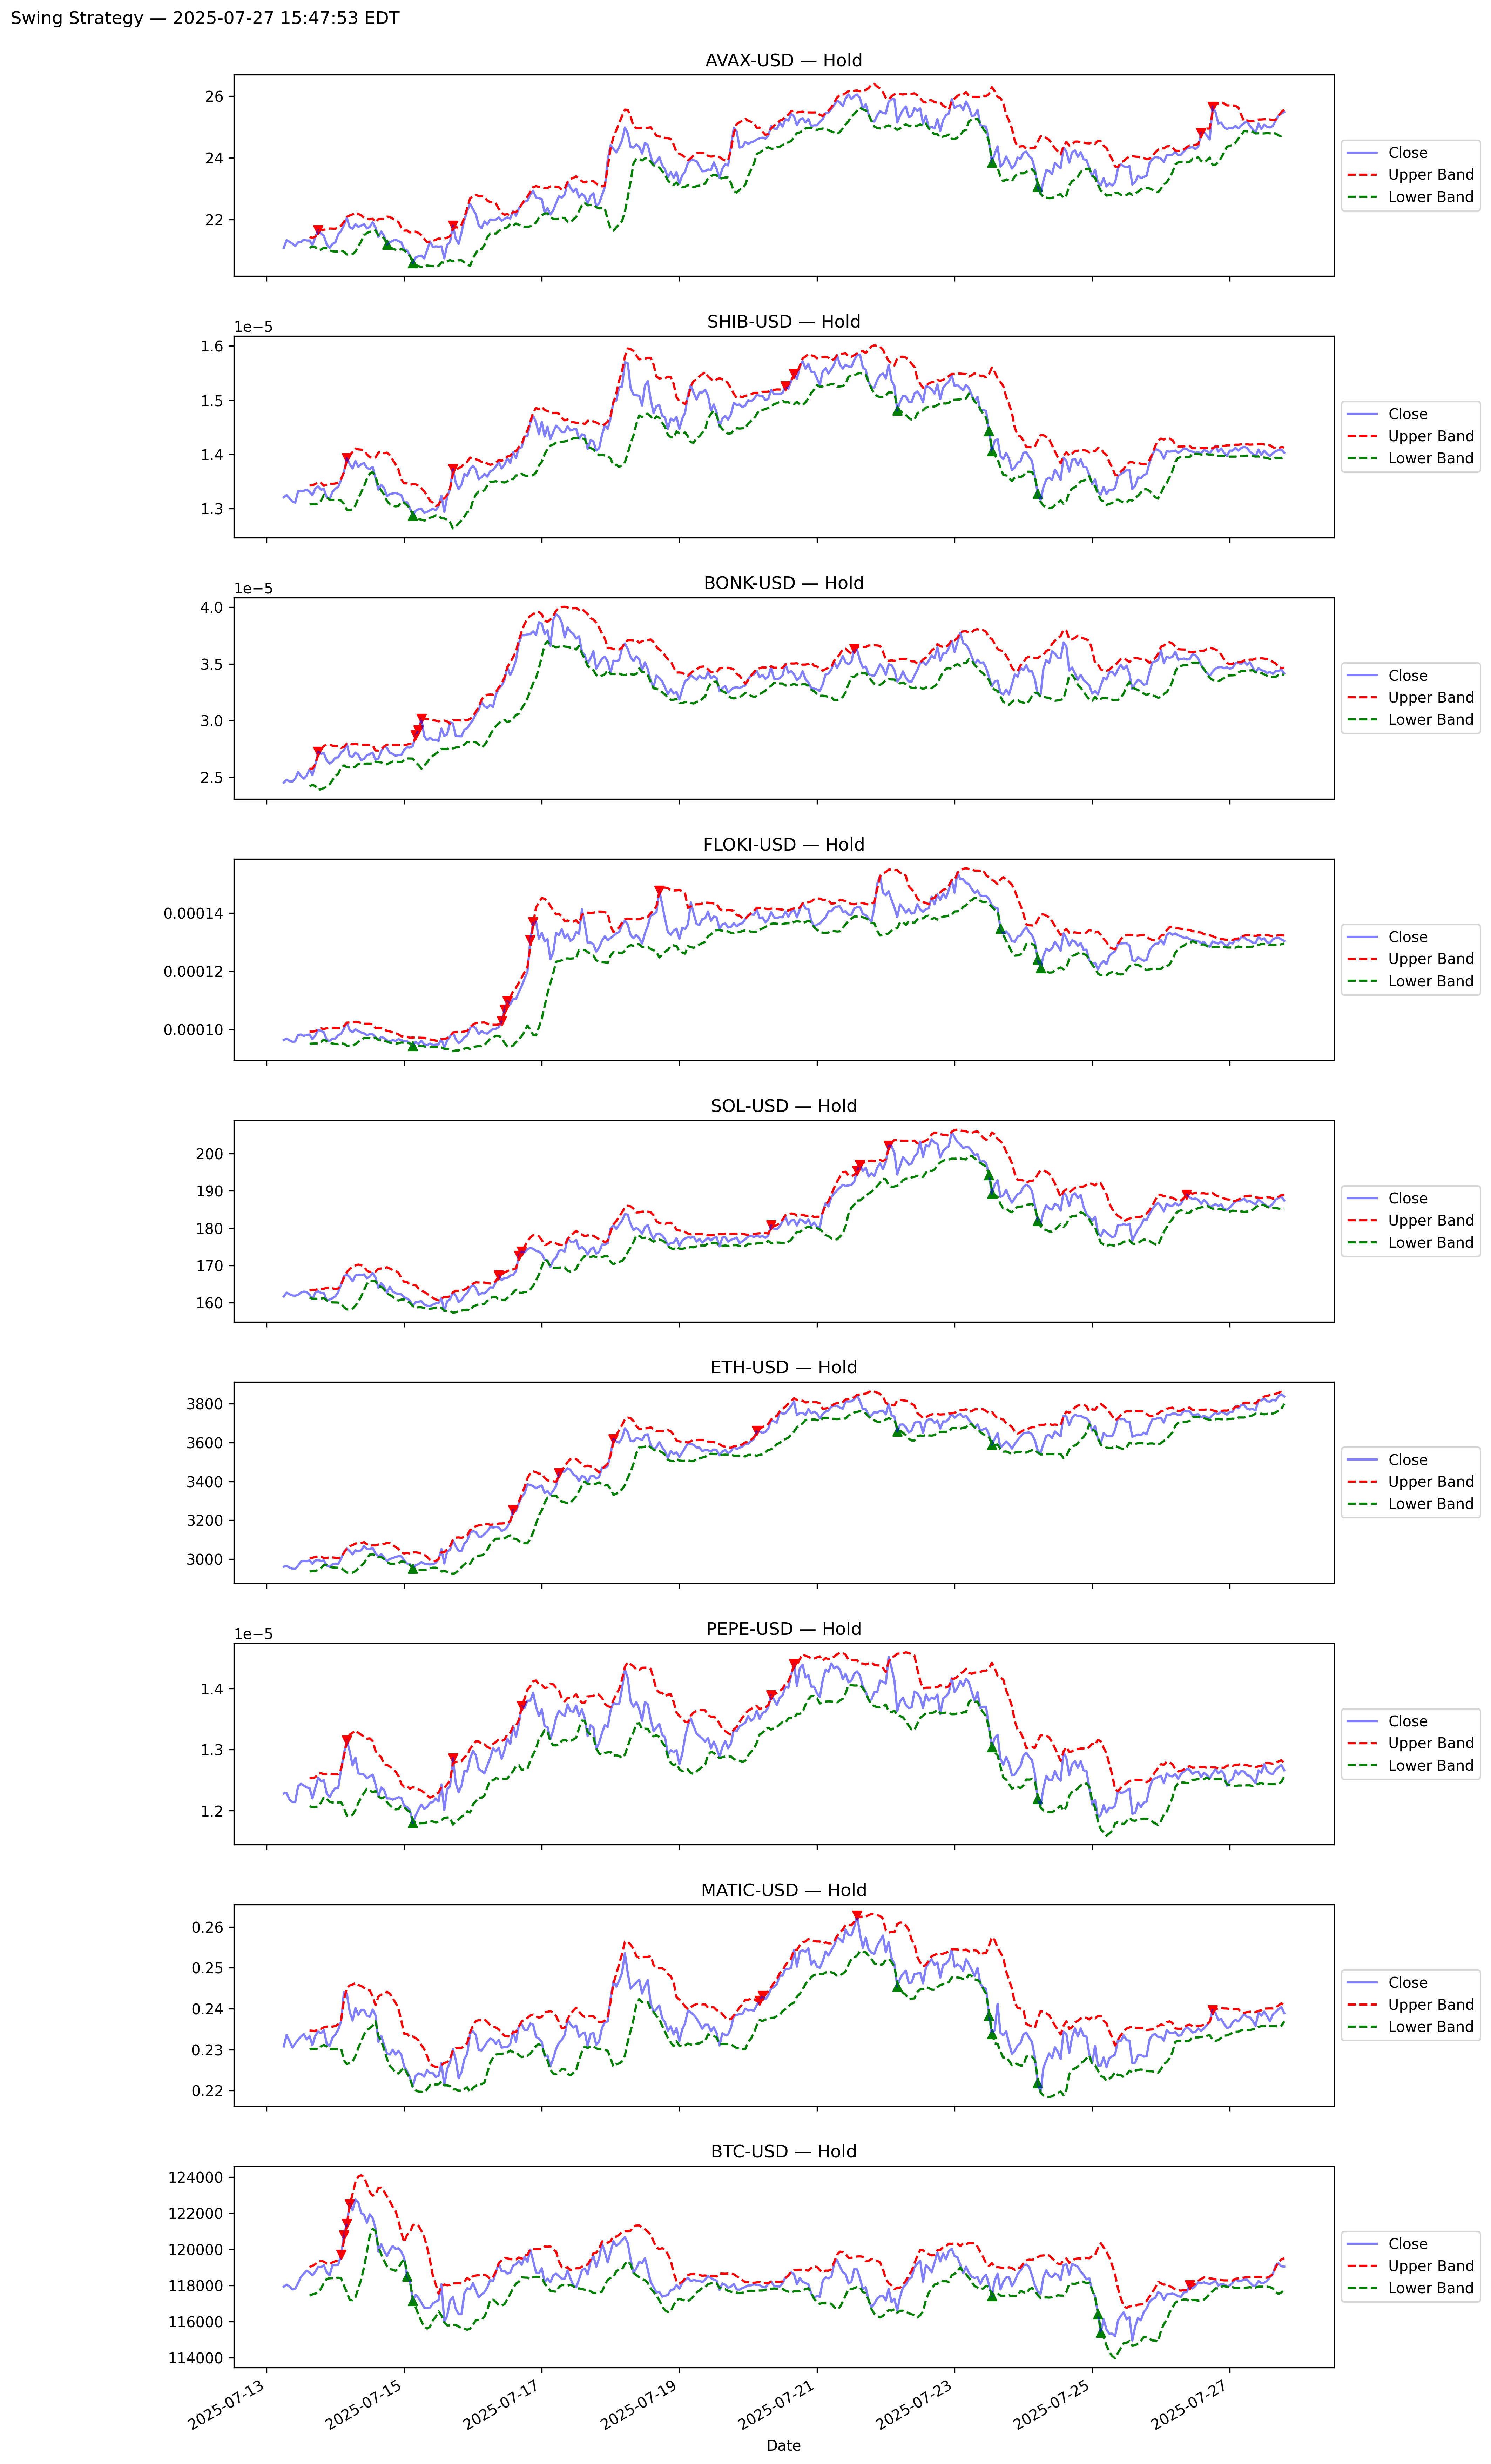 Swing Strategy — 2025-07-27 15:47:53 EDT
AVAX-USD — Hold
26
24
22
Close
Upper Band
Lower Band
SHIB-USD — Hold
1e−5
1.6
1.5
1.4
1.3
Close
Upper Band
Lower Band
BONK-USD — Hold
1e−5
4.0
3.5
3.0
2.5
Close
Upper Band
Lower Band
FLOKI-USD — Hold
0.00014
0.00012
0.00010
Close
Upper Band
Lower Band
SOL-USD — Hold
200
190
180
170
160
Close
Upper Band
Lower Band
ETH-USD — Hold
3800
3600
3400
3200
3000
Close
Upper Band
Lower Band
PEPE-USD — Hold
1e−5
1.4
1.3
1.2
Close
Upper Band
Lower Band
MATIC-USD — Hold
0.26
0.25
0.24
0.23
0.22
Close
Upper Band
Lower Band
BTC-USD — Hold
124000
122000
120000
118000
116000
114000
Close
Upper Band
Lower Band
2025-07-13
2025-07-15
2025-07-17
2025-07-19
2025-07-21
2025-07-23
2025-07-25
2025-07-27
Date